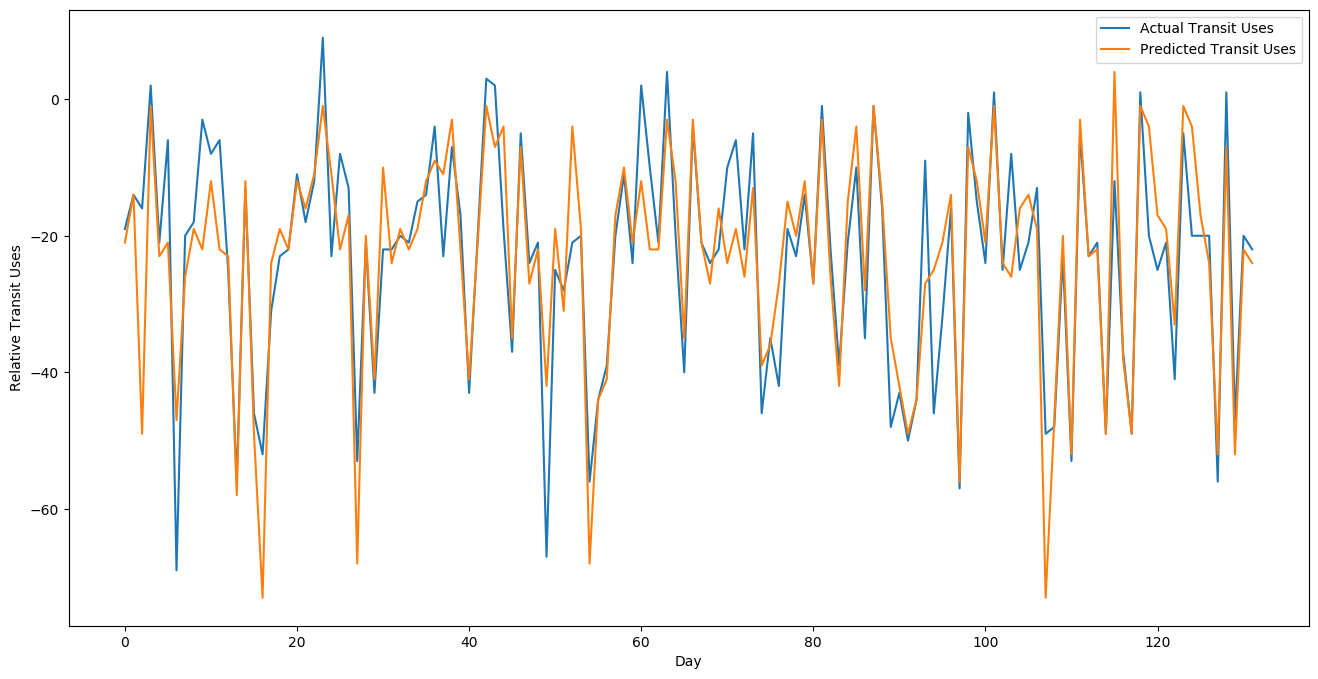 Actual Transit Uses
Predicted Transit Uses
Relative Transit Uses
0
−20
−40
−60
0
20
40
60
80
100
120
Day